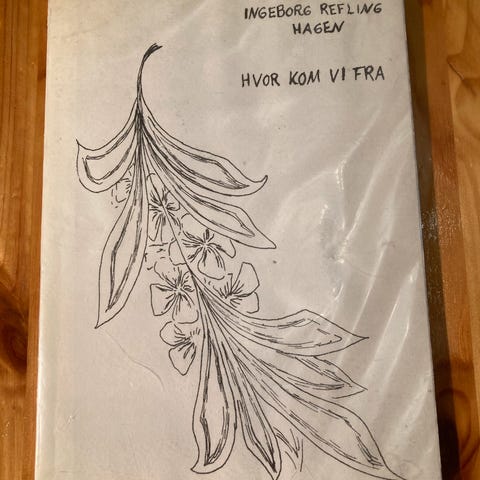 INGEBORG REFLING
HAGEN
HVOR KOM VI FRA